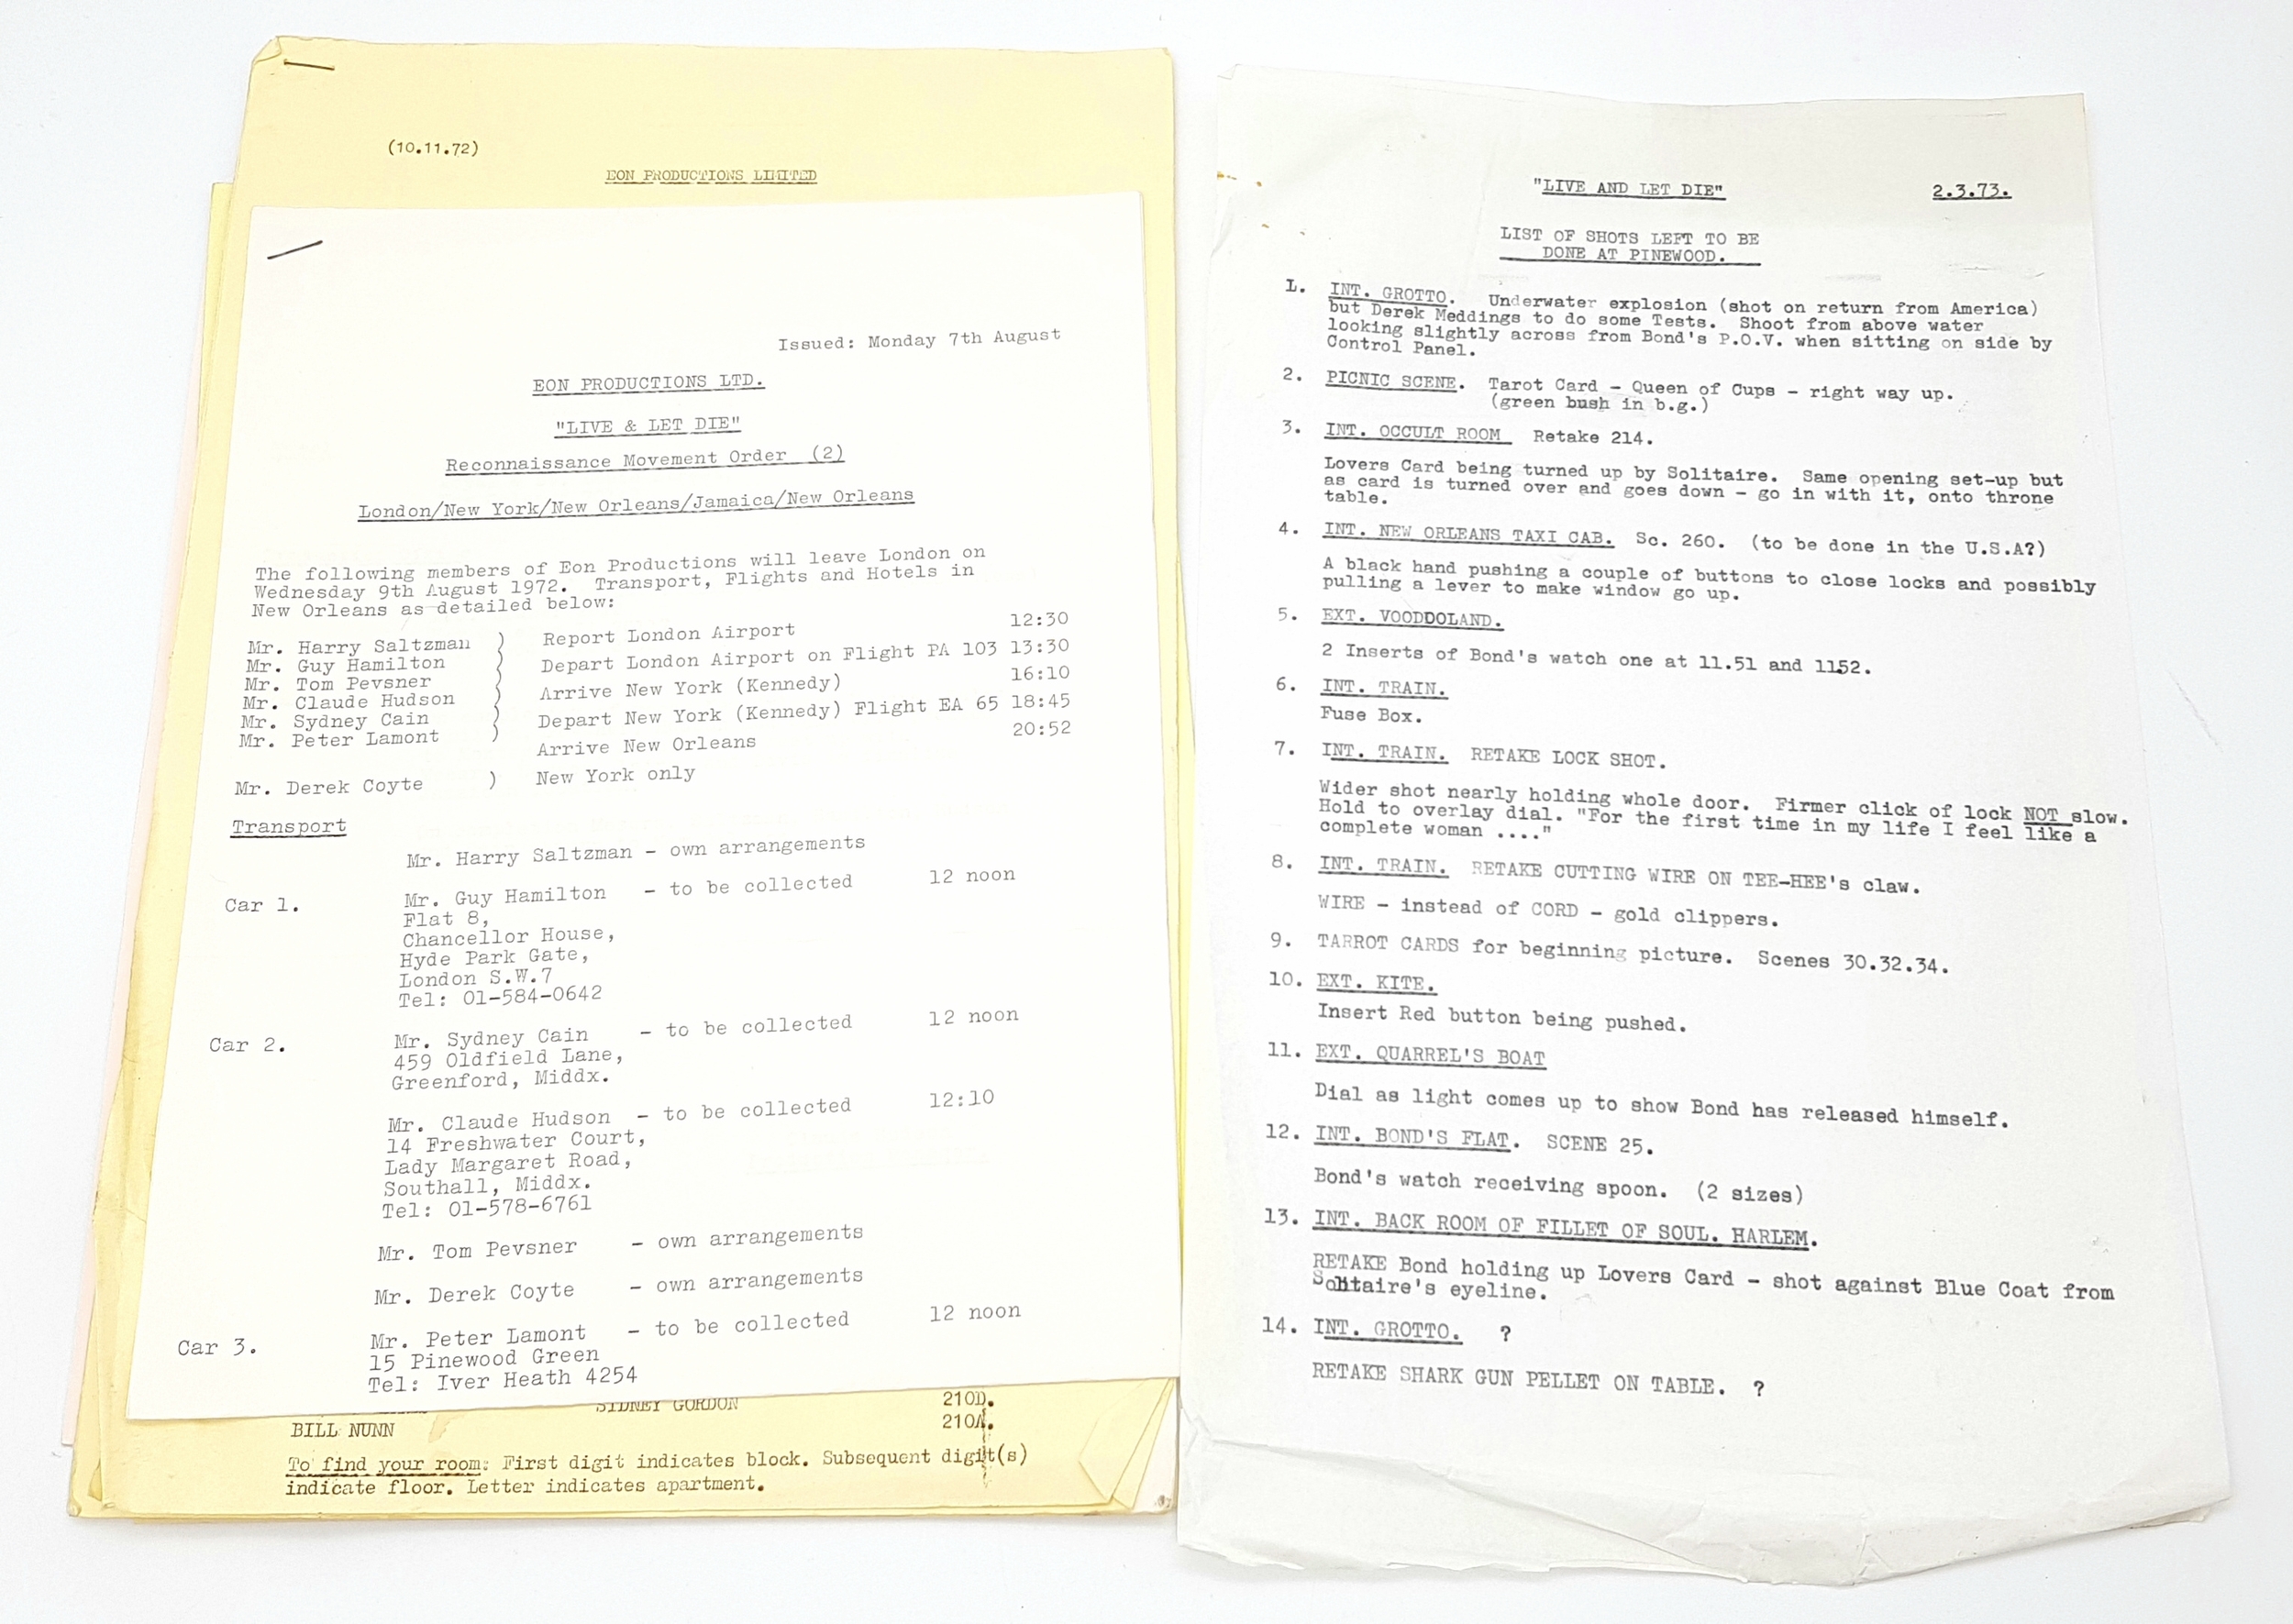 (10.11.72)
EON PRODUCTIONS LIMITED
Issued: Monday 7th August
EON PRODUCTIONS LTD.
"LIVE & LET DIE"
Reconnaissance Movement Order (2)
London/New York/New Orleans/Jamaica/New Orleans
The following members of Eon Productions will leave London on
Wednesday 9th August 1972. Transport, Flights and Hotels in
New Orleans as detailed below:
Mr. Harry Saltzman ) Report London Airport 12:30
Mr. Guy Hamilton ) Depart London Airport on Flight PA 103 13:30
Mr. Tom Pevsner ) Arrive New York (Kennedy) 16:10
Mr. Claude Hudson ) Depart New York (Kennedy) Flight EA 65 18:45
Mr. Sydney Cain ) Arrive New Orleans 20:52
Mr. Peter Lamont )
Mr. Derek Coyte ) New York only
Transport
Mr. Harry Saltzman - own arrangements
Car 1. Mr. Guy Hamilton - to be collected 12 noon
Flat 8,
Chancellor House,
Hyde Park Gate,
London S.W.7
Tel: 01-584-0642
Car 2. Mr. Sydney Cain - to be collected 12 noon
459 Oldfield Lane,
Greenford, Middx.
Mr. Claude Hudson - to be collected 12:10
14 Freshwater Court,
Lady Margaret Road,
Southall, Middx.
Tel: 01-578-6761
Mr. Tom Pevsner - own arrangements
Mr. Derek Coyte - own arrangements
Car 3. Mr. Peter Lamont - to be collected 12 noon
15 Pinewood Green
Tel: Iver Heath 4254
SIDNEY GORDON 210D.
BILL NUNN 210A.
To find your room: First digit indicates block. Subsequent digit(s)
indicate floor. Letter indicates apartment.
"LIVE AND LET DIE" 2.3.73.
LIST OF SHOTS LEFT TO BE
DONE AT PINEWOOD.
1. INT. GROTTO. Underwater explosion (shot on return from America)
but Derek Meddings to do some Tests. Shoot from above water
looking slightly across from Bond's P.O.V. when sitting on side by
Control Panel.
2. PICNIC SCENE. Tarot Card - Queen of Cups - right way up.
(green bush in b.g.)
3. INT. OCCULT ROOM Retake 214.
Lovers Card being turned up by Solitaire. Same opening set-up but
as card is turned over and goes down - go in with it, onto throne
table.
4. INT. NEW ORLEANS TAXI CAB. Sc. 260. (to be done in the U.S.A?)
A black hand pushing a couple of buttons to close locks and possibly
pulling a lever to make window go up.
5. EXT. VOODDOLAND.
2 Inserts of Bond's watch one at 11.51 and 1152.
6. INT. TRAIN.
Fuse Box.
7. INT. TRAIN. RETAKE LOCK SHOT.
Wider shot nearly holding whole door. Firmer click of lock NOT slow.
Hold to overlay dial. "For the first time in my life I feel like a
complete woman ...."
8. INT. TRAIN. RETAKE CUTTING WIRE ON TEE-HEE's claw.
WIRE - instead of CORD - gold clippers.
9. TARROT CARDS for beginning picture. Scenes 30.32.34.
10. EXT. KITE.
Insert Red button being pushed.
11. EXT. QUARREL'S BOAT
Dial as light comes up to show Bond has released himself.
12. INT. BOND'S FLAT. SCENE 25.
Bond's watch receiving spoon. (2 sizes)
13. INT. BACK ROOM OF FILLET OF SOUL. HARLEM.
RETAKE Bond holding up Lovers Card - shot against Blue Coat from
Solitaire's eyeline.
14. INT. GROTTO. ?
RETAKE SHARK GUN PELLET ON TABLE. ?